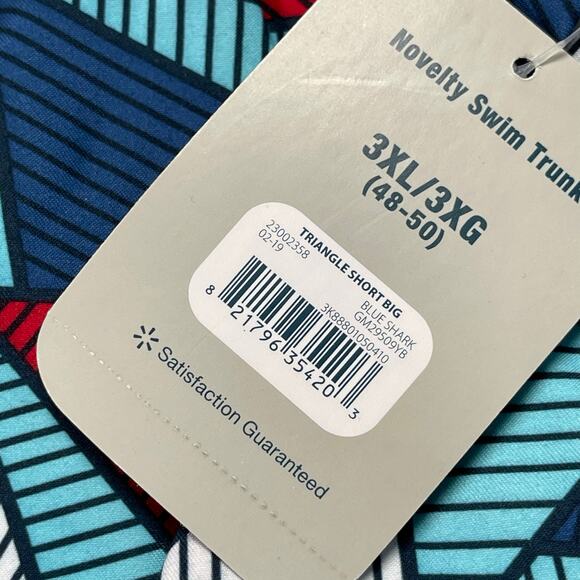 Novelty Swim Trunk
3XL/3XG
(48-50)
TRIANGLE SHORT BIG
23002358
02-19
BLUE SHARK
GM29509YB
3K88801050410
8 21796 35420 3
Satisfaction Guaranteed